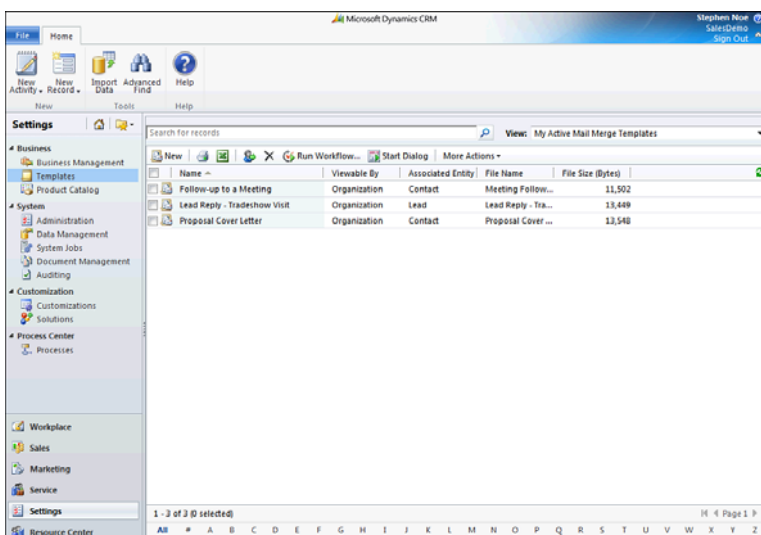 Microsoft Dynamics CRM
Stephen Noe
SalesDemo
Sign Out
File Home
New Activity New Record Import Data Advanced Find Help
New Tools Help
Settings
Search for records View: My Active Mail Merge Templates
Business
Business Management
Templates
Product Catalog
System
Administration
Data Management
System Jobs
Document Management
Auditing
Customization
Customizations
Solutions
Process Center
Processes
New Run Workflow... Start Dialog More Actions
Name Viewable By Associated Entity File Name File Size (Bytes)
Follow-up to a Meeting Organization Contact Meeting Follow... 11,502
Lead Reply - Tradeshow Visit Organization Lead Lead Reply - Tra... 13,449
Proposal Cover Letter Organization Contact Proposal Cover ... 13,548
Workplace
Sales
Marketing
Service
Settings
Resource Center
1 - 3 of 3 (0 selected) Page 1
All # A B C D E F G H I J K L M N O P Q R S T U V W X Y Z